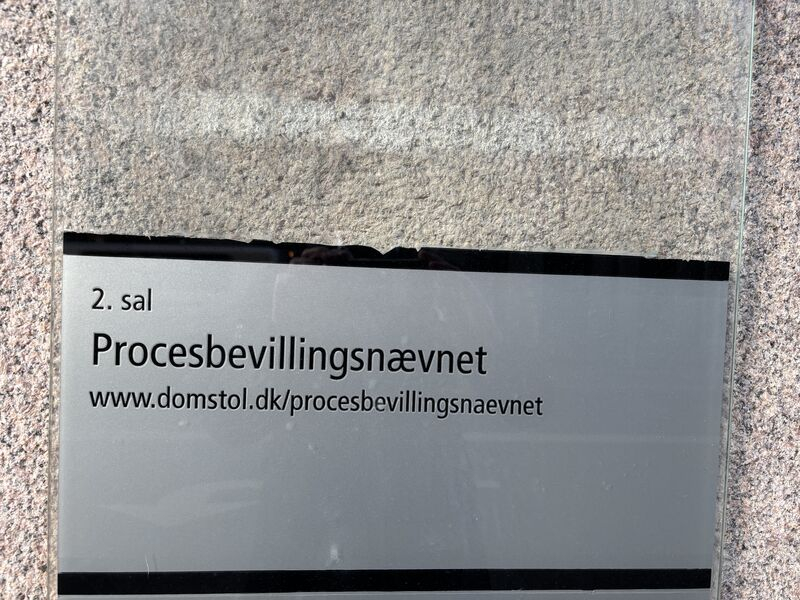 2. sal
Procesbevillingsnævnet
www.domstol.dk/procesbevillingsnaevnet